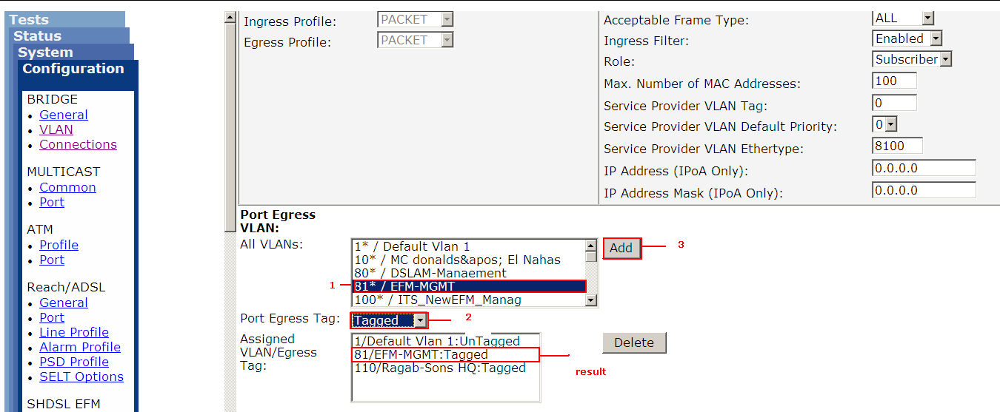 Tests
Status
System
Configuration
BRIDGE
• General
• VLAN
• Connections
MULTICAST
• Common
• Port
ATM
• Profile
• Port
Reach/ADSL
• General
• Port
• Line Profile
• Alarm Profile
• PSD Profile
• SELT Options
SHDSL EFM
Ingress Profile: PACKET
Egress Profile: PACKET
Acceptable Frame Type: ALL
Ingress Filter: Enabled
Role: Subscriber
Max. Number of MAC Addresses: 100
Service Provider VLAN Tag: 0
Service Provider VLAN Default Priority: 0
Service Provider VLAN Ethertype: 8100
IP Address (IPoA Only): 0.0.0.0
IP Address Mask (IPoA Only): 0.0.0.0
Port Egress
VLAN:
All VLANs:
1* / Default Vlan 1
10* / MC donalds&apos; El Nahas
80* / DSLAM-Manaement
1 81* / EFM-MGMT
100* / ITS_NewEFM_Manag
Add 3
Port Egress Tag: Tagged 2
Assigned
VLAN/Egress
Tag:
1/Default Vlan 1:UnTagged
81/EFM-MGMT:Tagged
110/Ragab-Sons HQ:Tagged
Delete
result